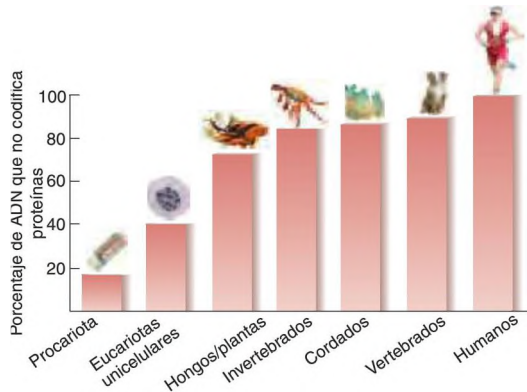 Porcentaje de ADN que no codifica
proteínas
100
80
60
40
20
Procariota
Eucariotas
unicelulares
Hongos/plantas
Invertebrados
Cordados
Vertebrados
Humanos